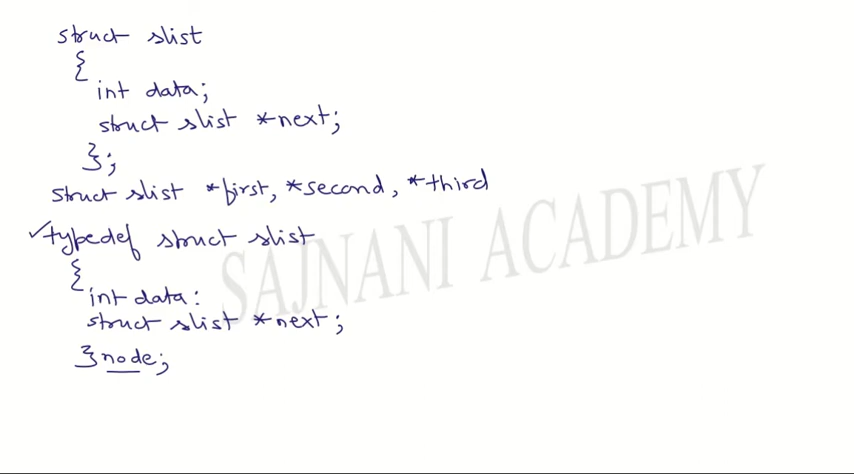 struct slist
{
int data;
struct slist *next;
};
struct slist *first, *second, *third
✓typedef struct slist
{
int data:
struct slist *next;
}node;
SAJNANI ACADEMY